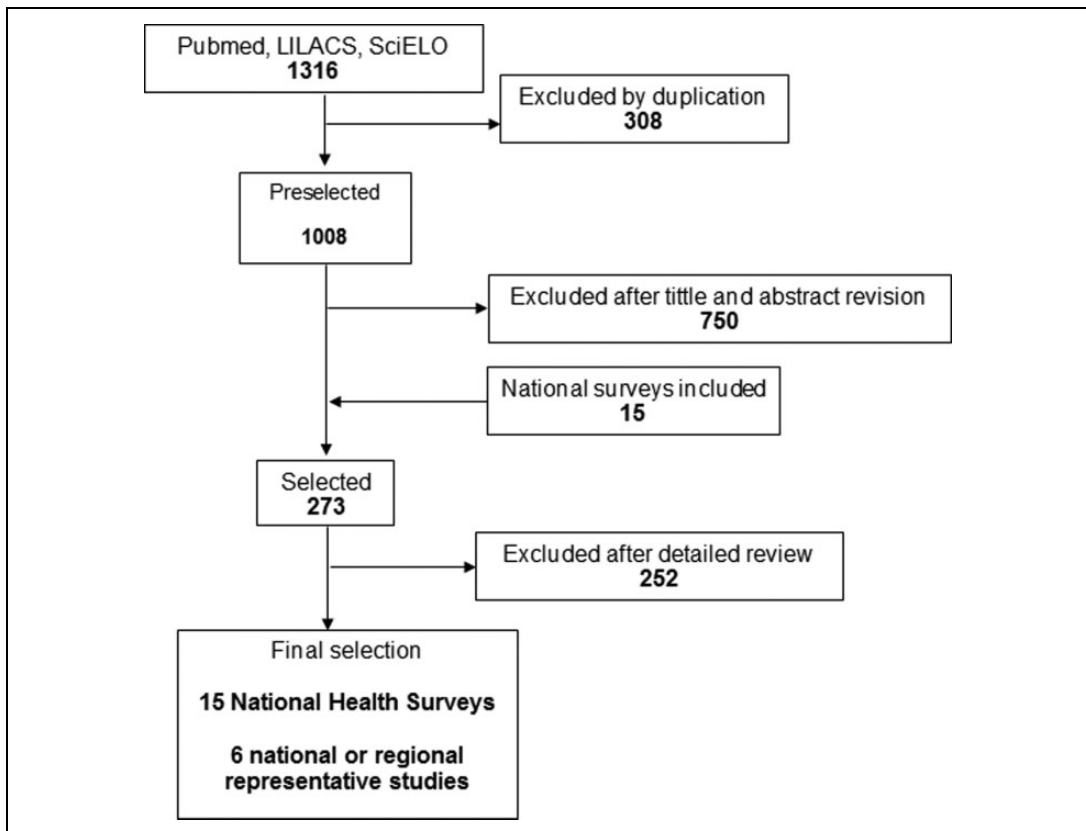 Pubmed, LILACS, SciELO
1316
Excluded by duplication
308
Preselected
1008
Excluded after tittle and abstract revision
750
National surveys included
15
Selected
273
Excluded after detailed review
252
Final selection
15 National Health Surveys
6 national or regional
representative studies